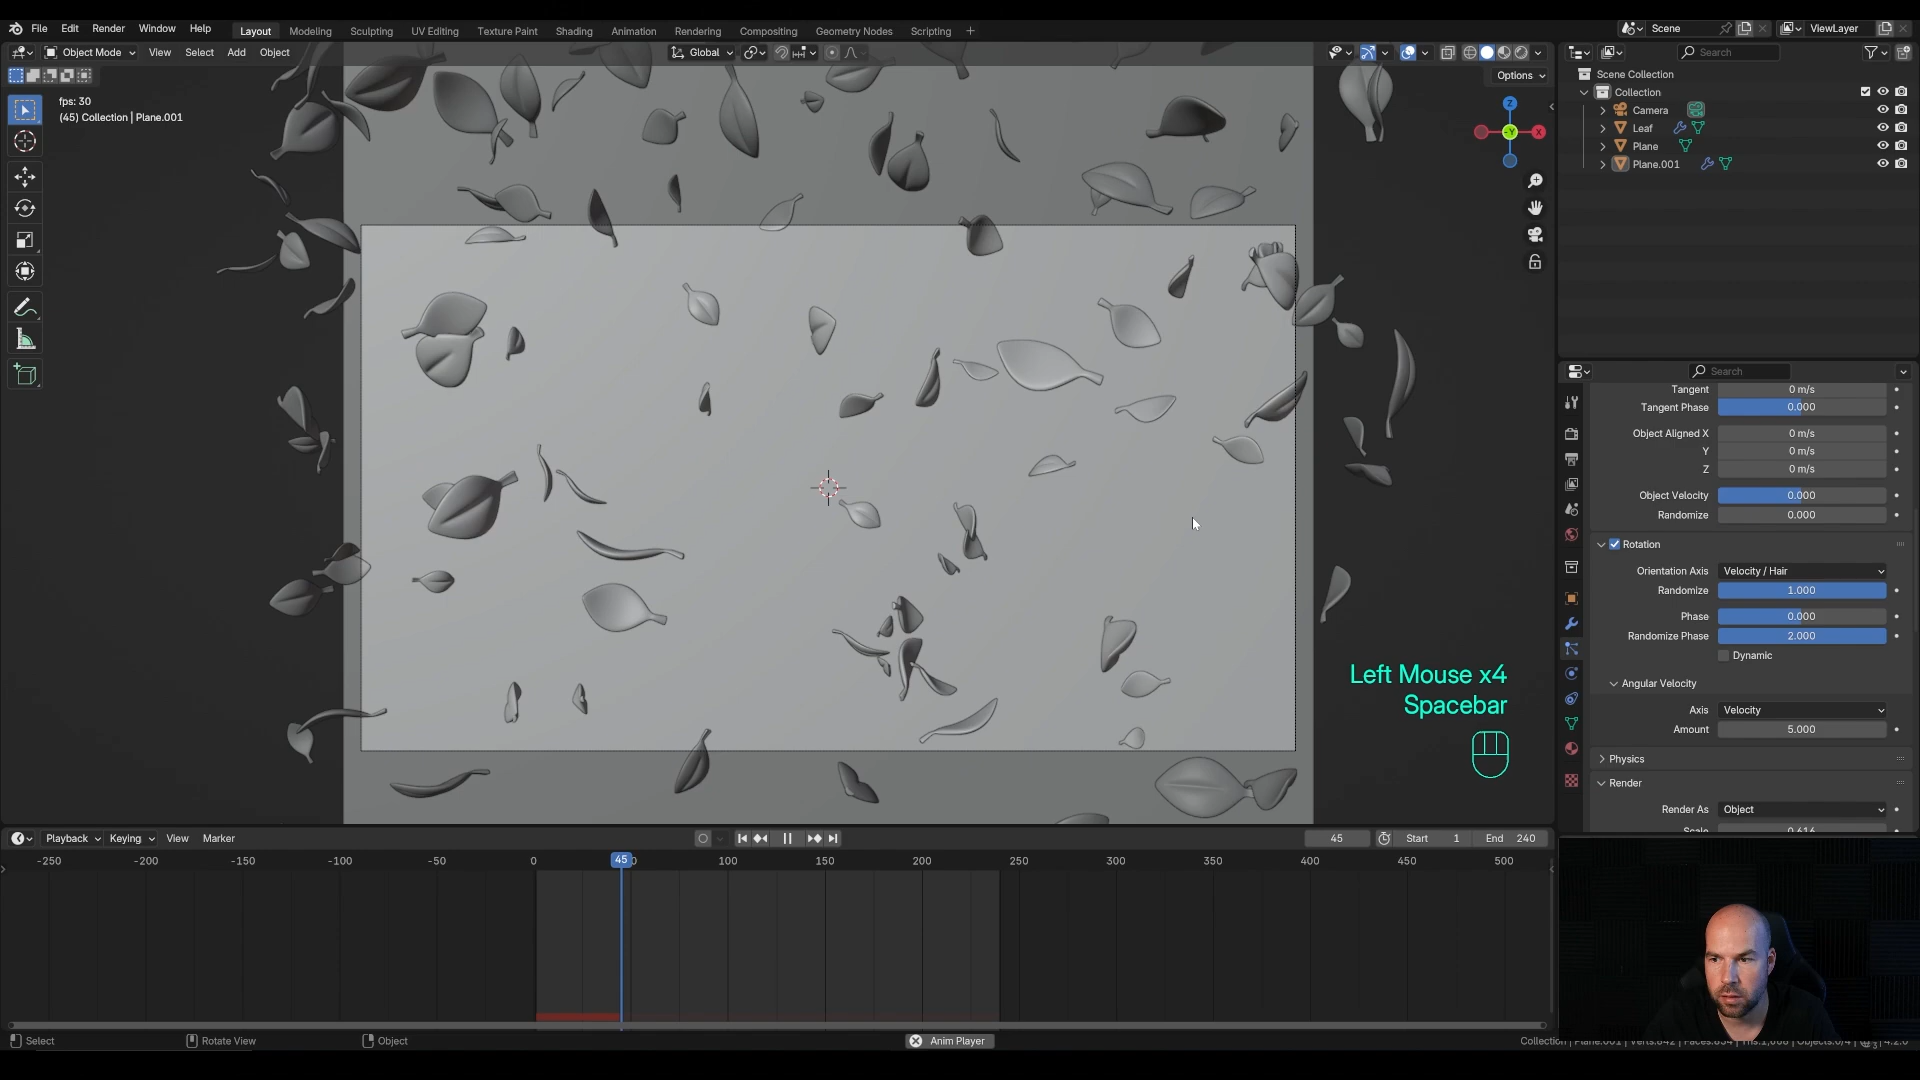 File Edit Render Window Help Layout Modeling Sculpting UV Editing Texture Paint Shading Animation Rendering Compositing Geometry Nodes Scripting + Scene ViewLayer
Object Mode View Select Add Object Global Search
Options
Scene Collection
Collection
Camera
Leaf
Plane
Plane.001
fps: 30
(45) Collection | Plane.001
Z
-Y
X
Search
Tangent 0 m/s
Tangent Phase 0.000
Object Aligned X 0 m/s
Y 0 m/s
Z 0 m/s
Object Velocity 0.000
Randomize 0.000
Rotation
Orientation Axis Velocity / Hair
Randomize 1.000
Phase 0.000
Randomize Phase 2.000
Dynamic
Angular Velocity
Axis Velocity
Amount 5.000
Physics
Render
Render As Object
Scale 0.616
Left Mouse x4
Spacebar
Playback Keying View Marker 45 Start 1 End 240
-250 -200 -150 -100 -50 0 45 100 150 200 250 300 350 400 450 500
Select Rotate View Object Anim Player